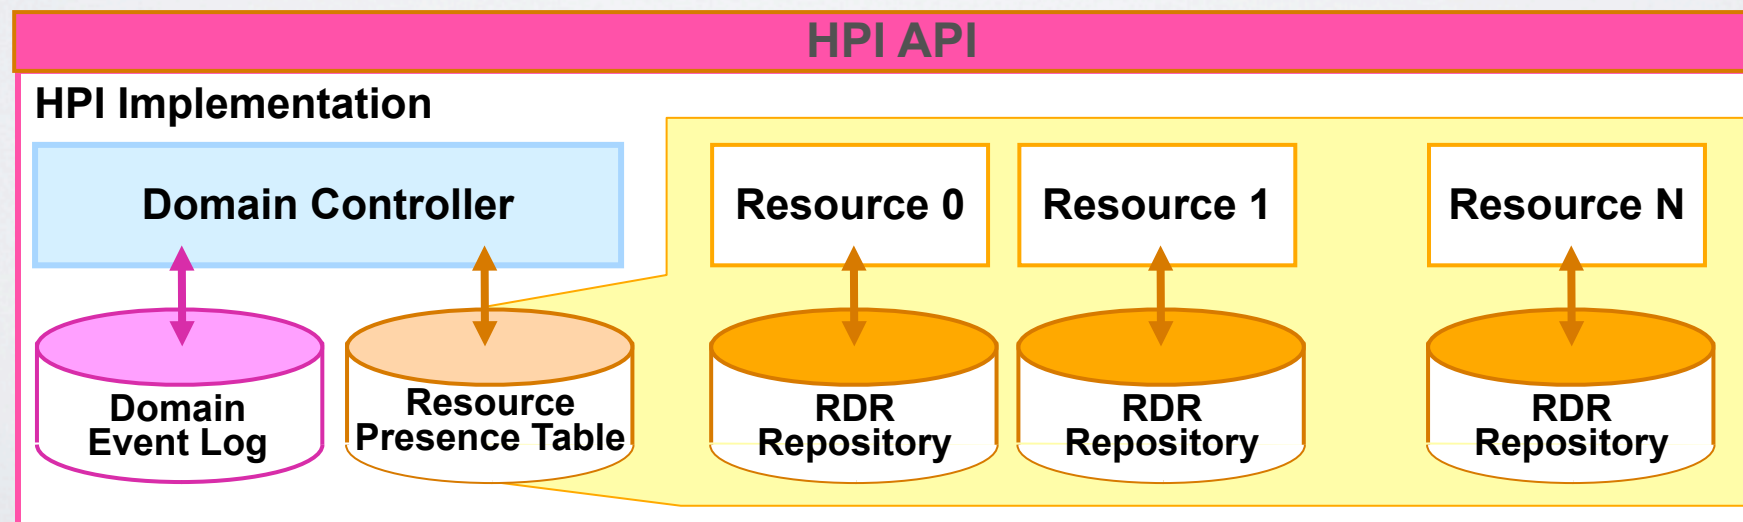 HPI API
HPI Implementation
Domain Controller
Resource 0
Resource 1
Resource N
Domain
Event Log
Resource
Presence Table
RDR
Repository
RDR
Repository
RDR
Repository